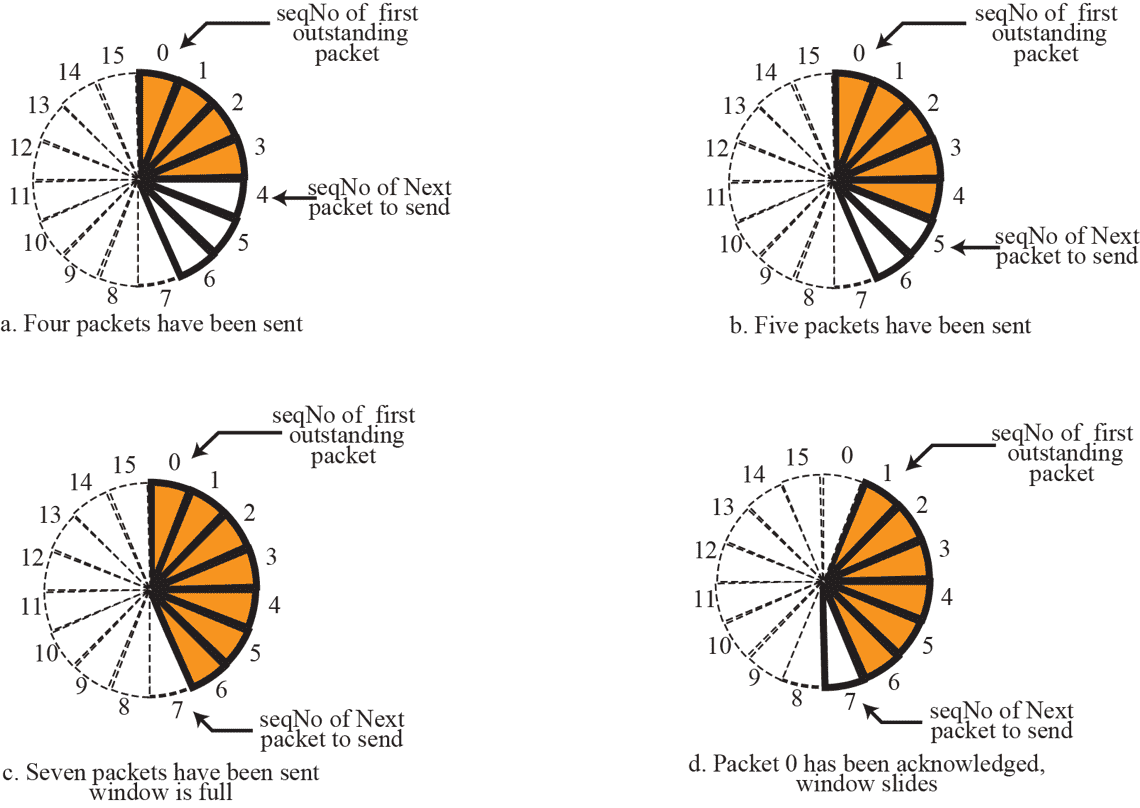 seqNo of first
outstanding
packet
0
1
2
3
4
5
6
7
8
9
10
11
12
13
14
15
seqNo of Next
packet to send
a. Four packets have been sent
seqNo of first
outstanding
packet
0
1
2
3
4
5
6
7
8
9
10
11
12
13
14
15
seqNo of Next
packet to send
b. Five packets have been sent
seqNo of first
outstanding
packet
0
1
2
3
4
5
6
7
8
9
10
11
12
13
14
15
seqNo of Next
packet to send
c. Seven packets have been sent
window is full
seqNo of first
outstanding
packet
0
1
2
3
4
5
6
7
8
9
10
11
12
13
14
15
seqNo of Next
packet to send
d. Packet 0 has been acknowledged,
window slides